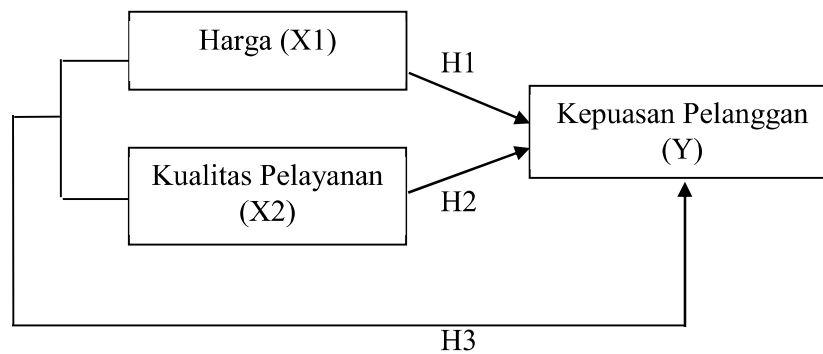 Harga (X1)
H1
Kepuasan Pelanggan
(Y)
Kualitas Pelayanan
(X2)
H2
H3